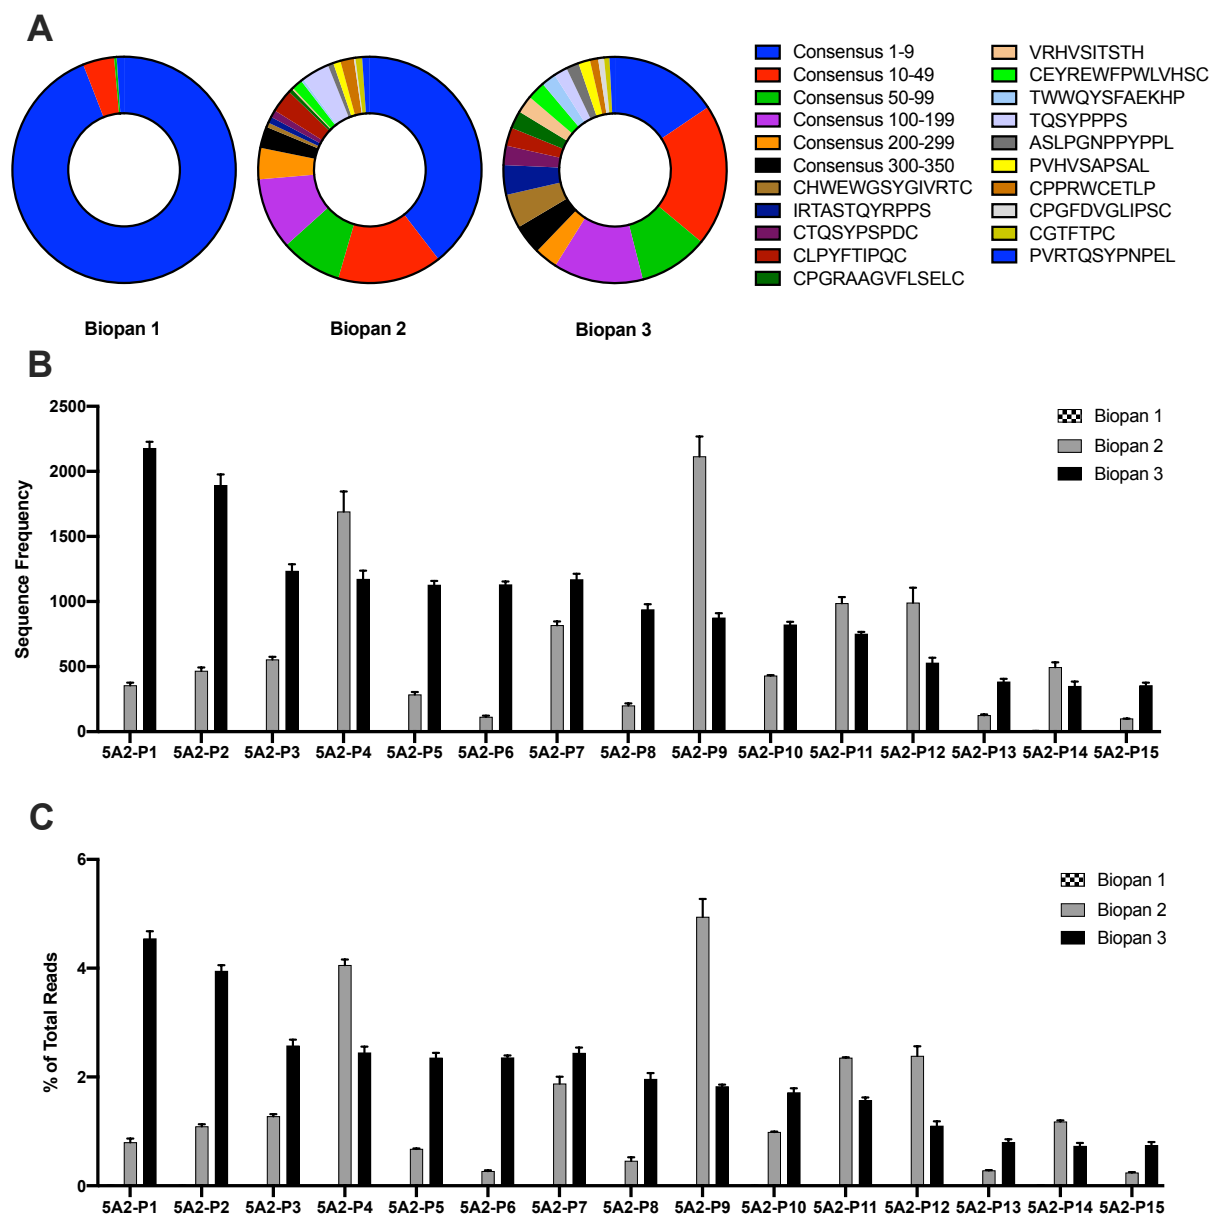 A
Biopan 1
Biopan 2
Biopan 3
Consensus 1-9
Consensus 10-49
Consensus 50-99
Consensus 100-199
Consensus 200-299
Consensus 300-350
CHWEWGSYGIVRTC
IRTASTQYRPPS
CTQSYPSPDC
CLPYFTIPQC
CPGRAAGVFLSELC
VRHVSITSTH
CEYREWFPWLVHSC
TWWQYSFAEKHP
TQSYPPPS
ASLPGNPPYPPL
PVHVSAPSAL
CPPRWCETLP
CPGFDVGLIPSC
CGTFTPC
PVRTQSYPNPEL
B
Sequence Frequency
2500
2000
1500
1000
500
0
5A2-P1 5A2-P2 5A2-P3 5A2-P4 5A2-P5 5A2-P6 5A2-P7 5A2-P8 5A2-P9 5A2-P10 5A2-P11 5A2-P12 5A2-P13 5A2-P14 5A2-P15
Biopan 1
Biopan 2
Biopan 3
C
% of Total Reads
6
4
2
0
5A2-P1 5A2-P2 5A2-P3 5A2-P4 5A2-P5 5A2-P6 5A2-P7 5A2-P8 5A2-P9 5A2-P10 5A2-P11 5A2-P12 5A2-P13 5A2-P14 5A2-P15
Biopan 1
Biopan 2
Biopan 3